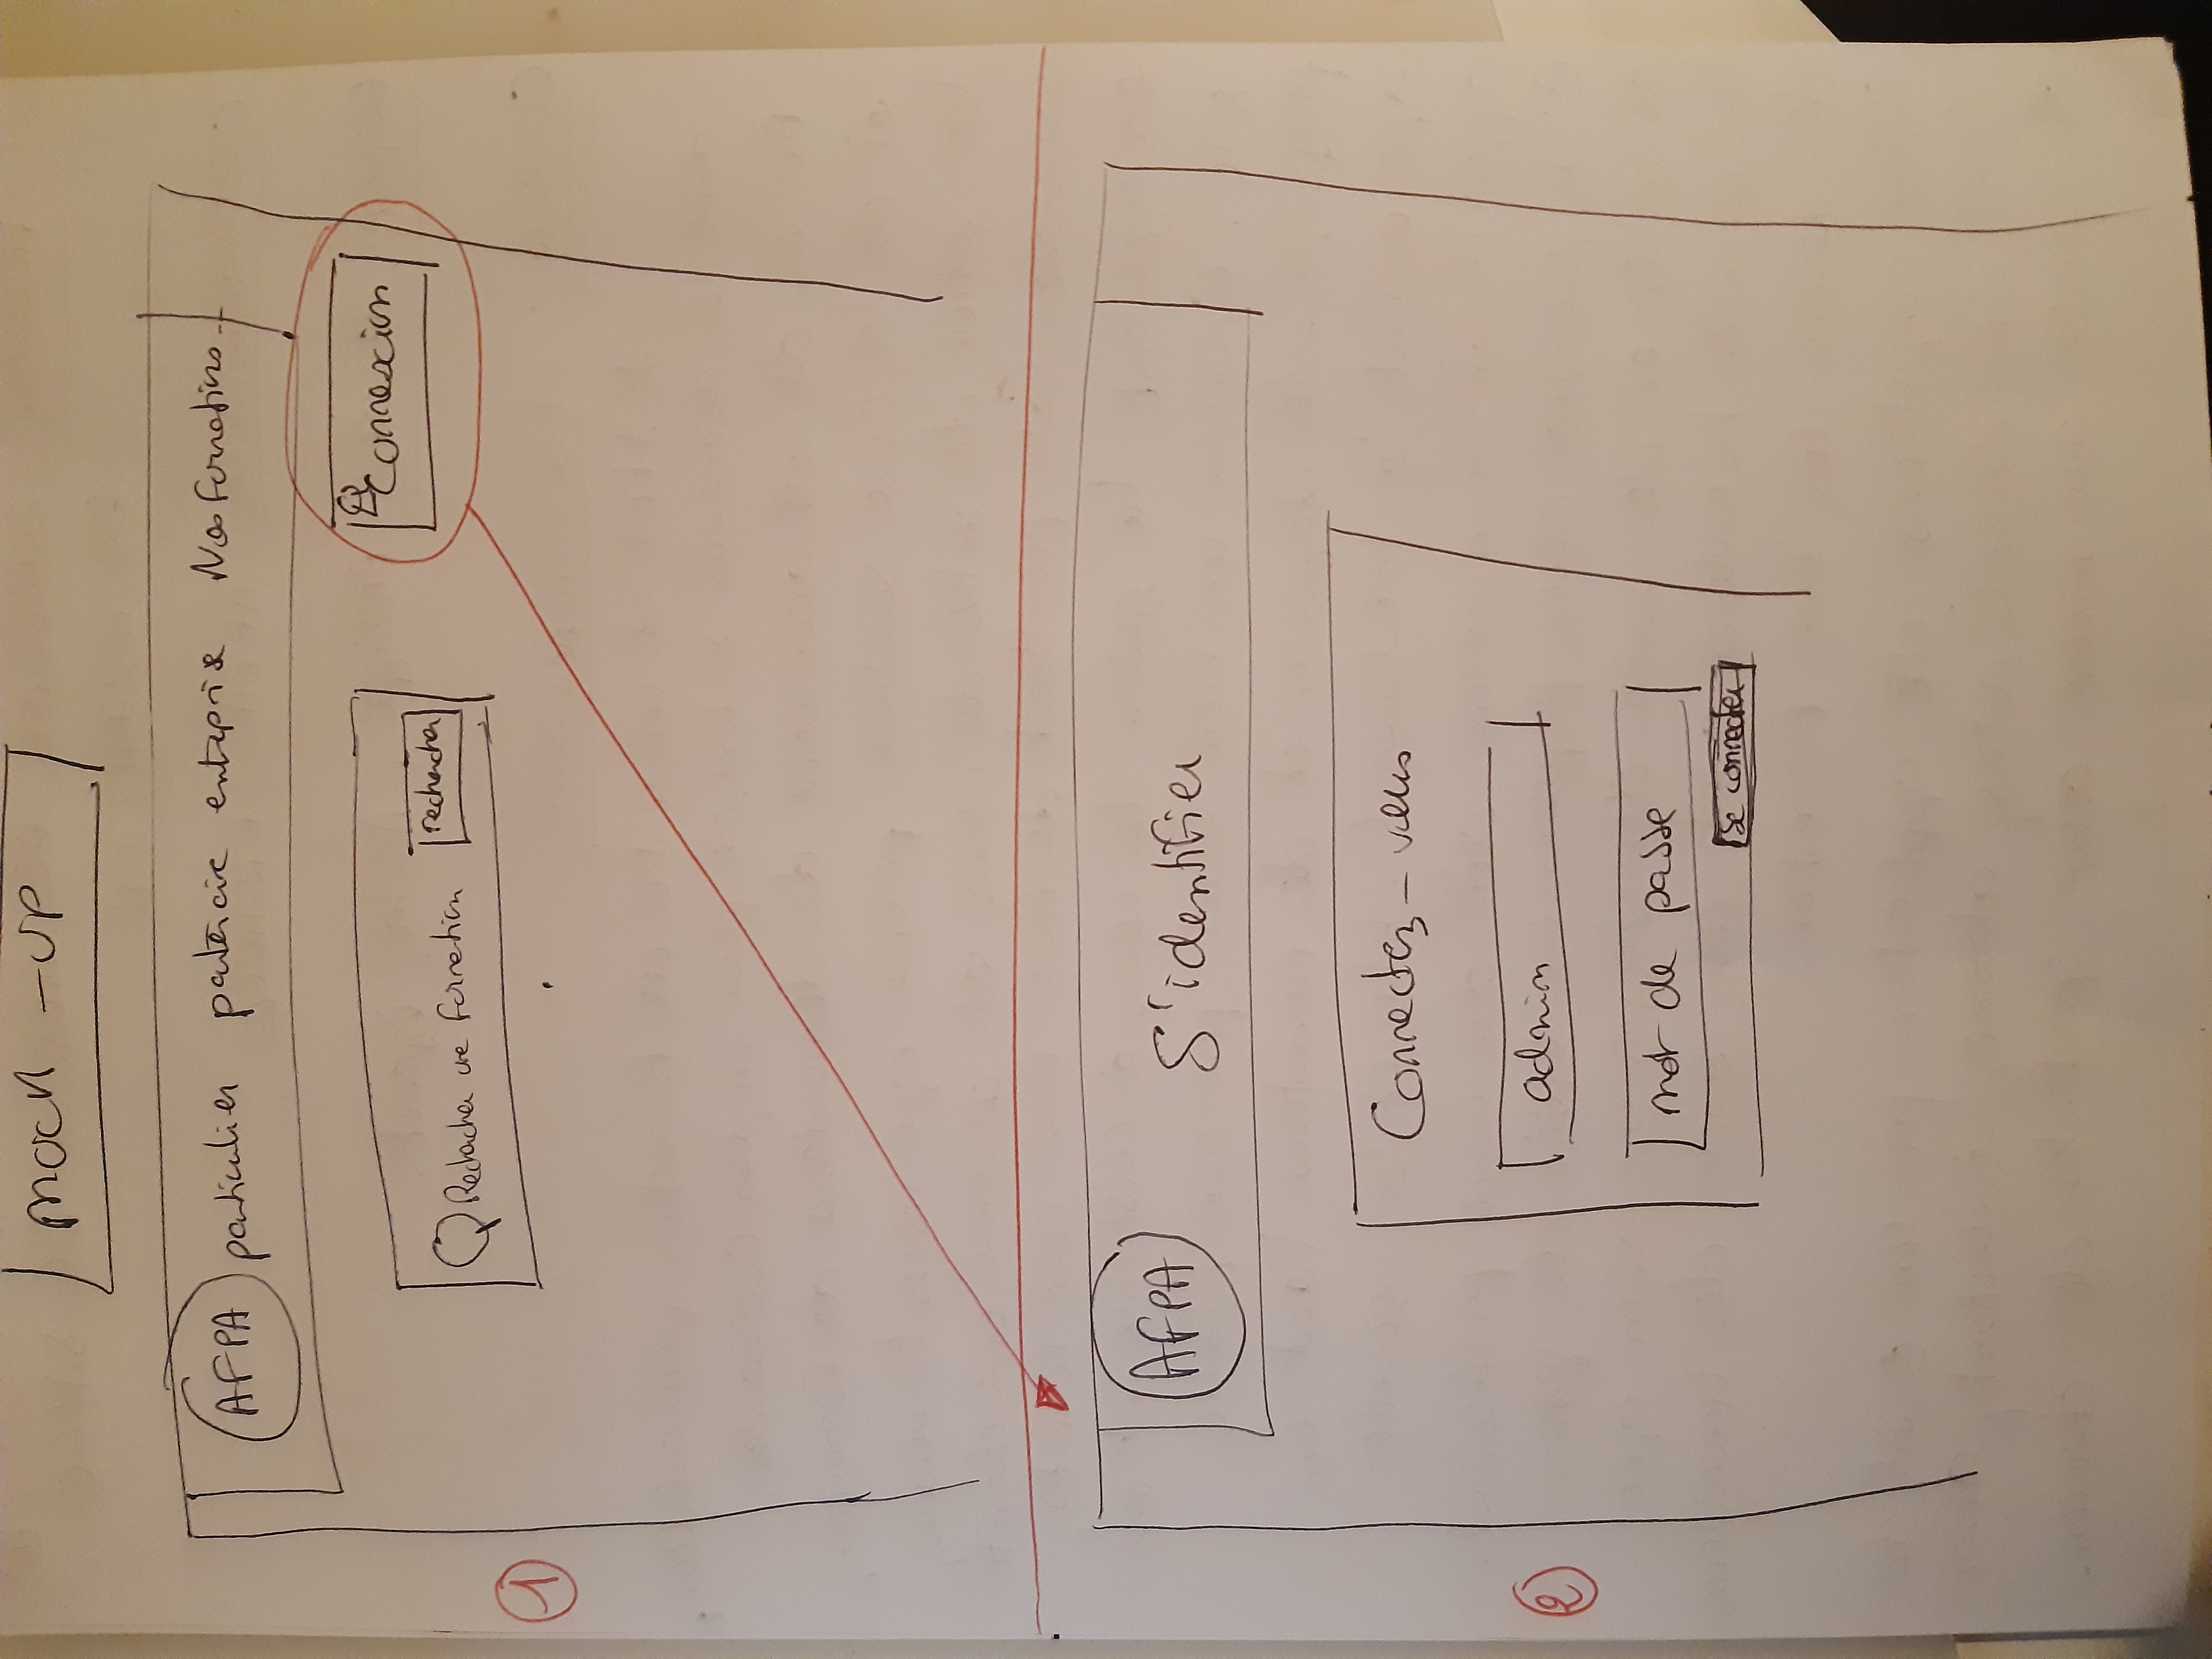 mock-up
AFPA particulier partenaire entreprise Nos formations
Connexion
Rechercher une formation rechercher
1
AFPA S'identifier
Connectez-vous
admin
2
mot de passe
se connecter